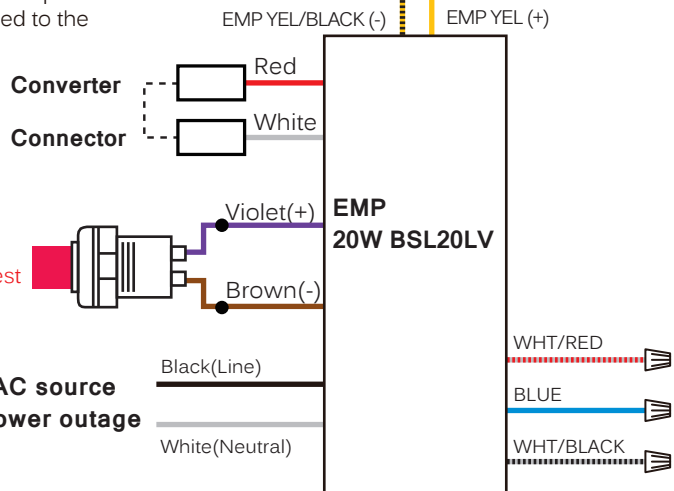 ed to the
EMP YEL/BLACK (-)
EMP YEL (+)
Converter
Red
Connector
White
Violet(+)
EMP
20W BSL20LV
est
Brown(-)
WHT/RED
Black(Line)
AC source
BLUE
ower outage
White(Neutral)
WHT/BLACK